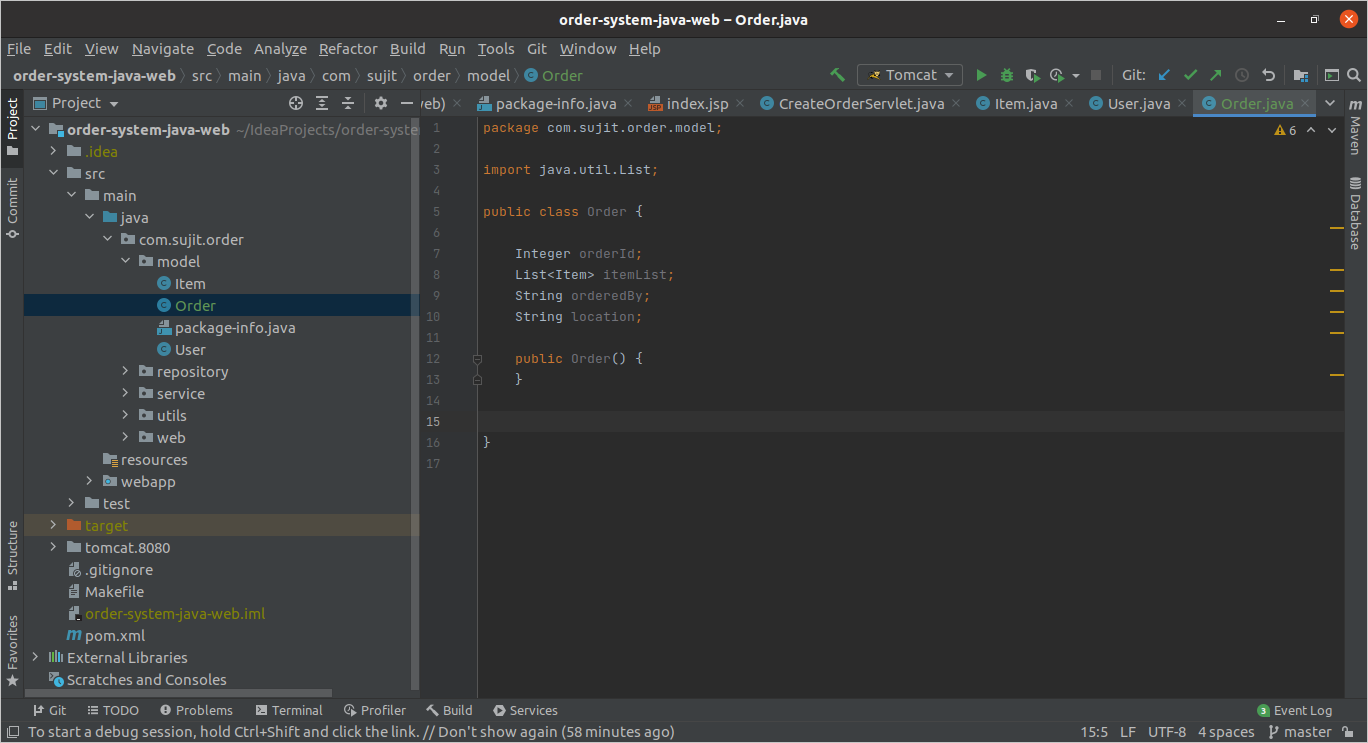 order-system-java-web – Order.java
File Edit View Navigate Code Analyze Refactor Build Run Tools Git Window Help
order-system-java-web src main java com sujit order model Order Tomcat Git:
Project
Project
veb) package-info.java index.jsp CreateOrderServlet.java Item.java User.java Order.java
Maven
Database
Commit
Structure
Favorites
order-system-java-web ~/IdeaProjects/order-syste
.idea
src
main
java
com.sujit.order
model
Item
Order
package-info.java
User
repository
service
utils
web
resources
webapp
test
target
tomcat.8080
.gitignore
Makefile
order-system-java-web.iml
pom.xml
External Libraries
Scratches and Consoles
6
1 package com.sujit.order.model;
2
3 import java.util.List;
4
5 public class Order {
6
7 Integer orderId;
8 List<Item> itemList;
9 String orderedBy;
10 String location;
11
12 public Order() {
13 }
14
15
16 }
17
Git TODO Problems Terminal Profiler Build Services 3 Event Log
To start a debug session, hold Ctrl+Shift and click the link. // Don't show again (58 minutes ago) 15:5 LF UTF-8 4 spaces master